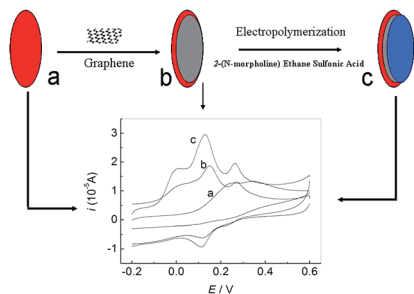 Electropolymerization
Graphene
2-(N-morpholine) Ethane Sulfonic Acid
a
b
c
3
2
1
0
-1
i (10⁻⁵A)
c
b
a
-0.2 0.0 0.2 0.4 0.6
E / V